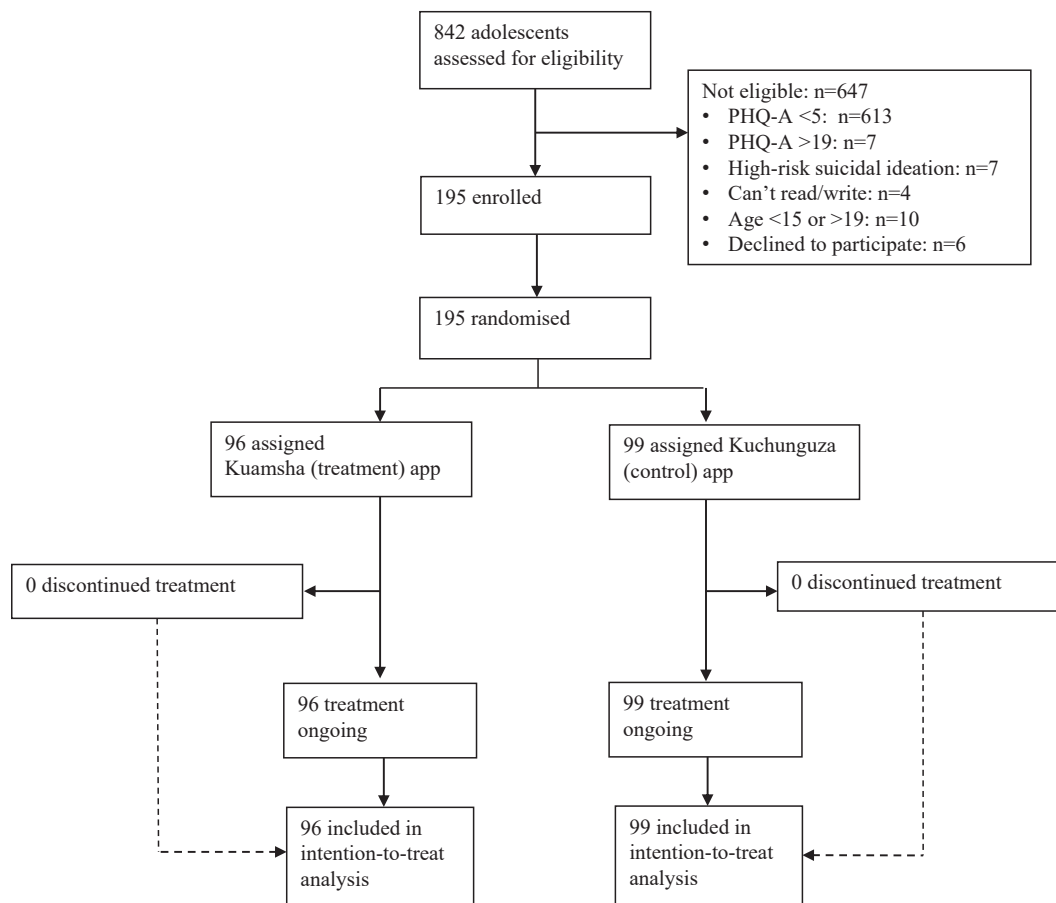 842 adolescents
assessed for eligibility
Not eligible: n=647
• PHQ-A <5:  n=613
• PHQ-A >19: n=7
• High-risk suicidal ideation: n=7
• Can’t read/write: n=4
• Age <15 or >19: n=10
• Declined to participate: n=6
195 enrolled
195 randomised
96 assigned
Kuamsha (treatment) app
99 assigned Kuchunguza
(control) app
0 discontinued treatment
0 discontinued treatment
96 treatment
ongoing
99 treatment
ongoing
96 included in
intention-to-treat
analysis
99 included in
intention-to-treat
analysis